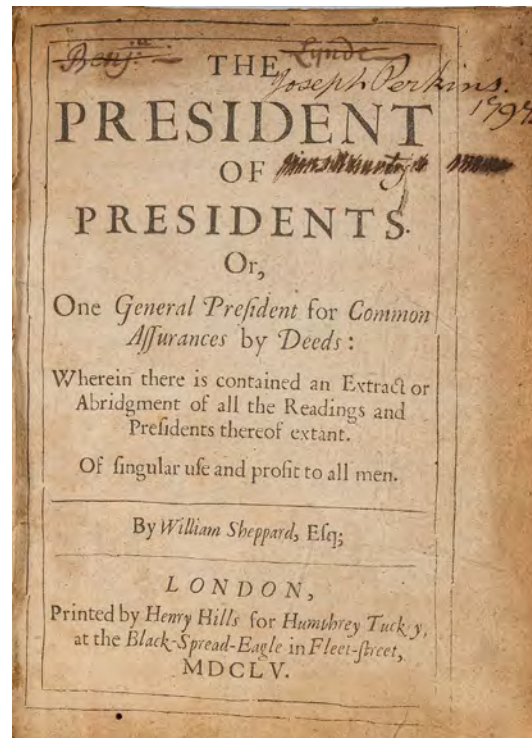 Benj:
Lynde
THE
Joseph Perkins.
PRESIDENT
OF
PRESIDENTS.
Or,
One General Preſident for Common
Aſſurances by Deeds:
Wherein there is contained an Extract or
Abridgment of all the Readings and
Preſidents thereof extant.
Of ſingular uſe and profit to all men.
By William Sheppard, Eſq;
LONDON,
Printed by Henry Hills for Humphrey Tuck y,
at the Black-Spread-Eagle in Fleet-ſtreet,
MDCLV.